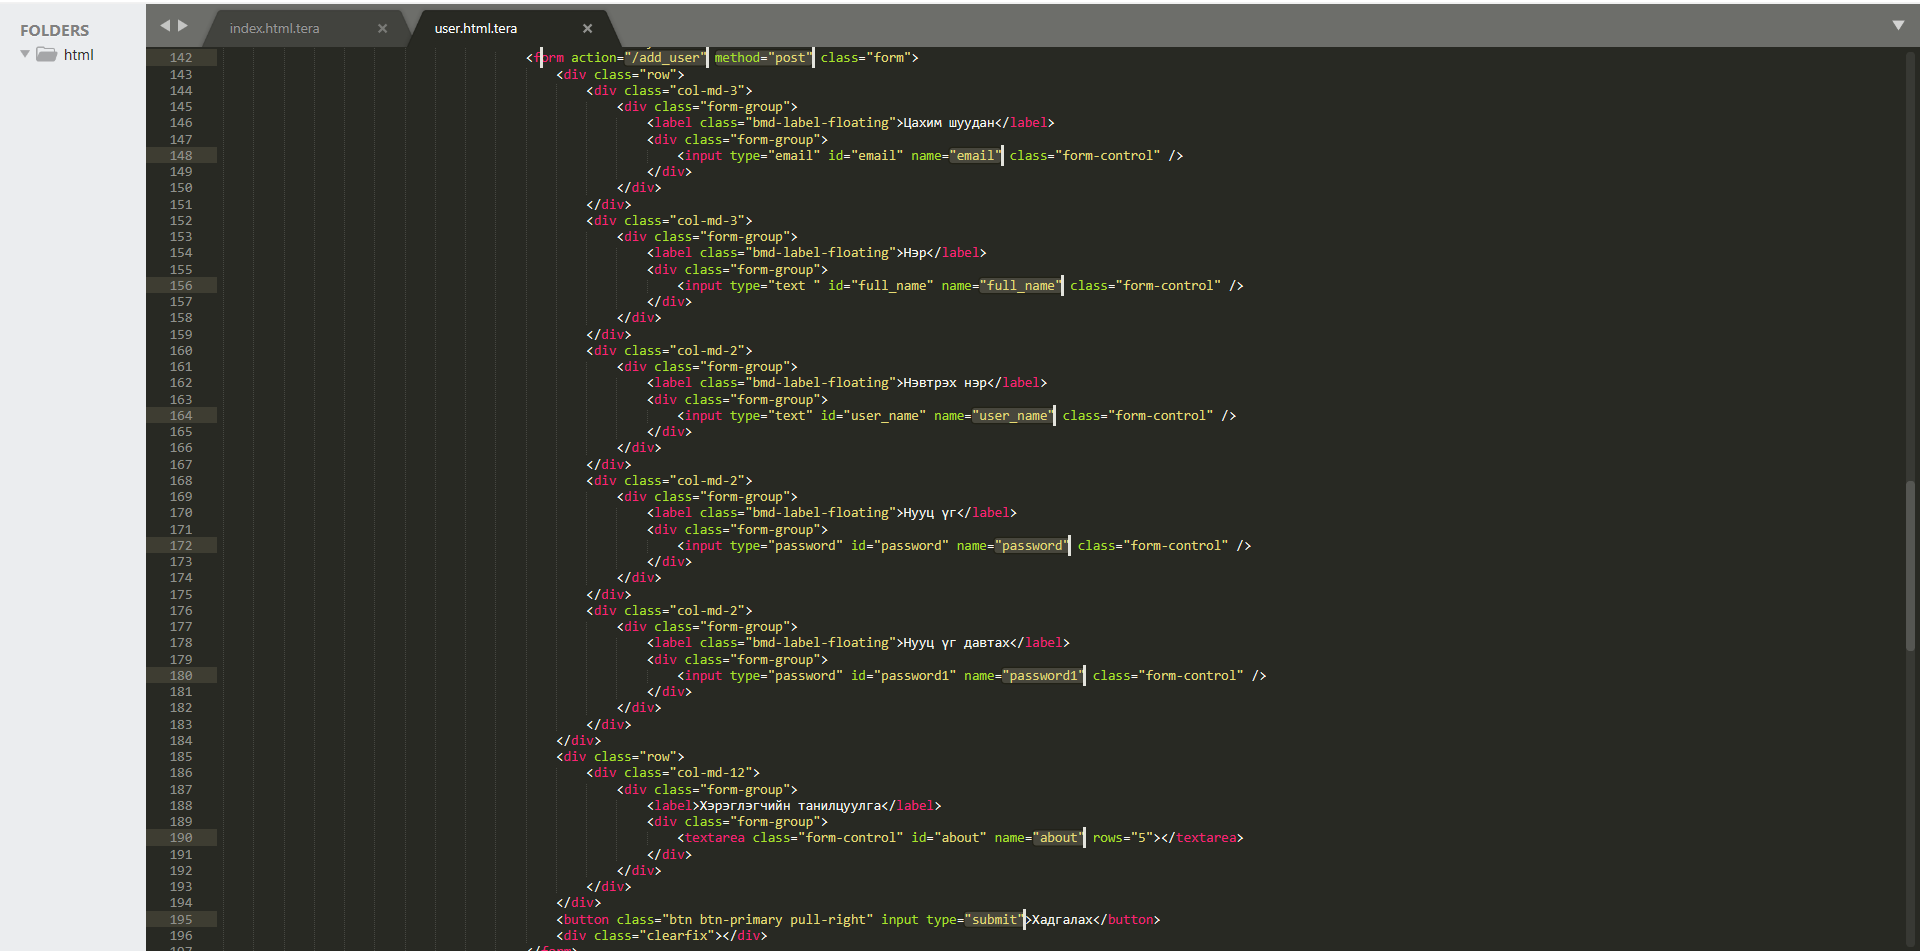 FOLDERS
html
index.html.tera
user.html.tera
142 <form action="/add_user" method="post" class="form">
143 <div class="row">
144 <div class="col-md-3">
145 <div class="form-group">
146 <label class="bmd-label-floating">Цахим шуудан</label>
147 <div class="form-group">
148 <input type="email" id="email" name="email" class="form-control" />
149 </div>
150 </div>
151 </div>
152 <div class="col-md-3">
153 <div class="form-group">
154 <label class="bmd-label-floating">Нэр</label>
155 <div class="form-group">
156 <input type="text " id="full_name" name="full_name" class="form-control" />
157 </div>
158 </div>
159 </div>
160 <div class="col-md-2">
161 <div class="form-group">
162 <label class="bmd-label-floating">Нэвтрэх нэр</label>
163 <div class="form-group">
164 <input type="text" id="user_name" name="user_name" class="form-control" />
165 </div>
166 </div>
167 </div>
168 <div class="col-md-2">
169 <div class="form-group">
170 <label class="bmd-label-floating">Нууц үг</label>
171 <div class="form-group">
172 <input type="password" id="password" name="password" class="form-control" />
173 </div>
174 </div>
175 </div>
176 <div class="col-md-2">
177 <div class="form-group">
178 <label class="bmd-label-floating">Нууц үг давтах</label>
179 <div class="form-group">
180 <input type="password" id="password1" name="password1" class="form-control" />
181 </div>
182 </div>
183 </div>
184 </div>
185 <div class="row">
186 <div class="col-md-12">
187 <div class="form-group">
188 <label>Хэрэглэгчийн танилцуулга</label>
189 <div class="form-group">
190 <textarea class="form-control" id="about" name="about" rows="5"></textarea>
191 </div>
192 </div>
193 </div>
194 </div>
195 <button class="btn btn-primary pull-right" input type="submit">Хадгалах</button>
196 <div class="clearfix"></div>
197 </form>